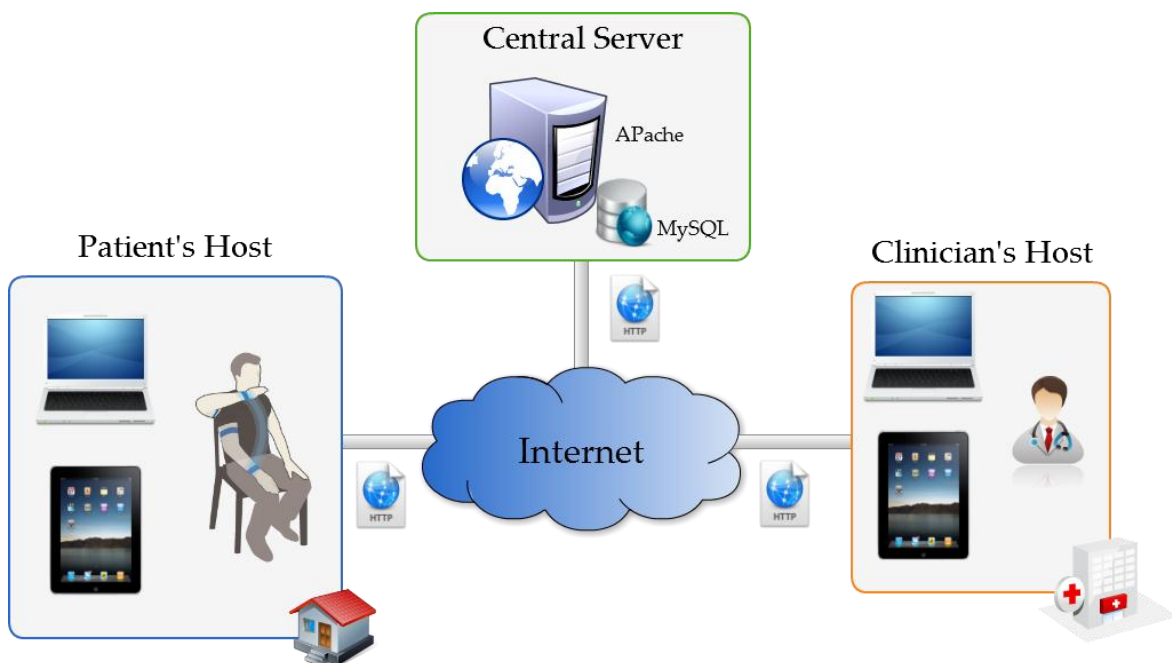 Central Server
APache
MySQL
Patient's Host
Clinician's Host
HTTP
Internet
HTTP
HTTP